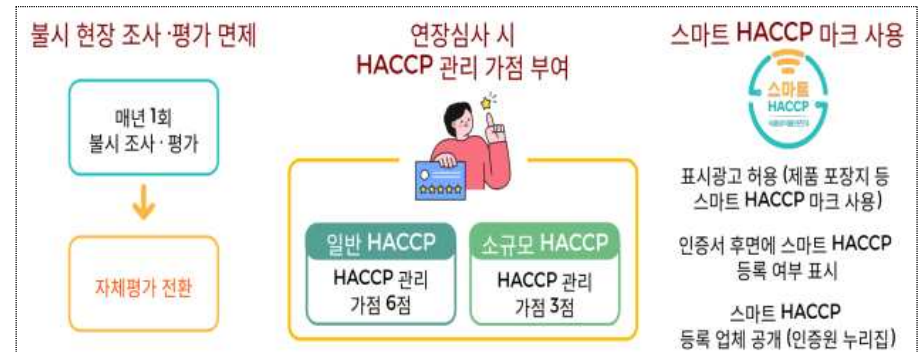 불시 현장 조사·평가 면제
매년 1회
불시 조사·평가
자체평가 전환
연장심사 시
HACCP 관리 가점 부여
일반 HACCP
HACCP 관리
가점 6점
소규모 HACCP
HACCP 관리
가점 3점
스마트 HACCP 마크 사용
스마트
HACCP
표시광고 허용 (제품 포장지 등
스마트 HACCP 마크 사용)
인증서 후면에 스마트 HACCP
등록 여부 표시
스마트 HACCP
등록 업체 공개 (인증원 누리집)